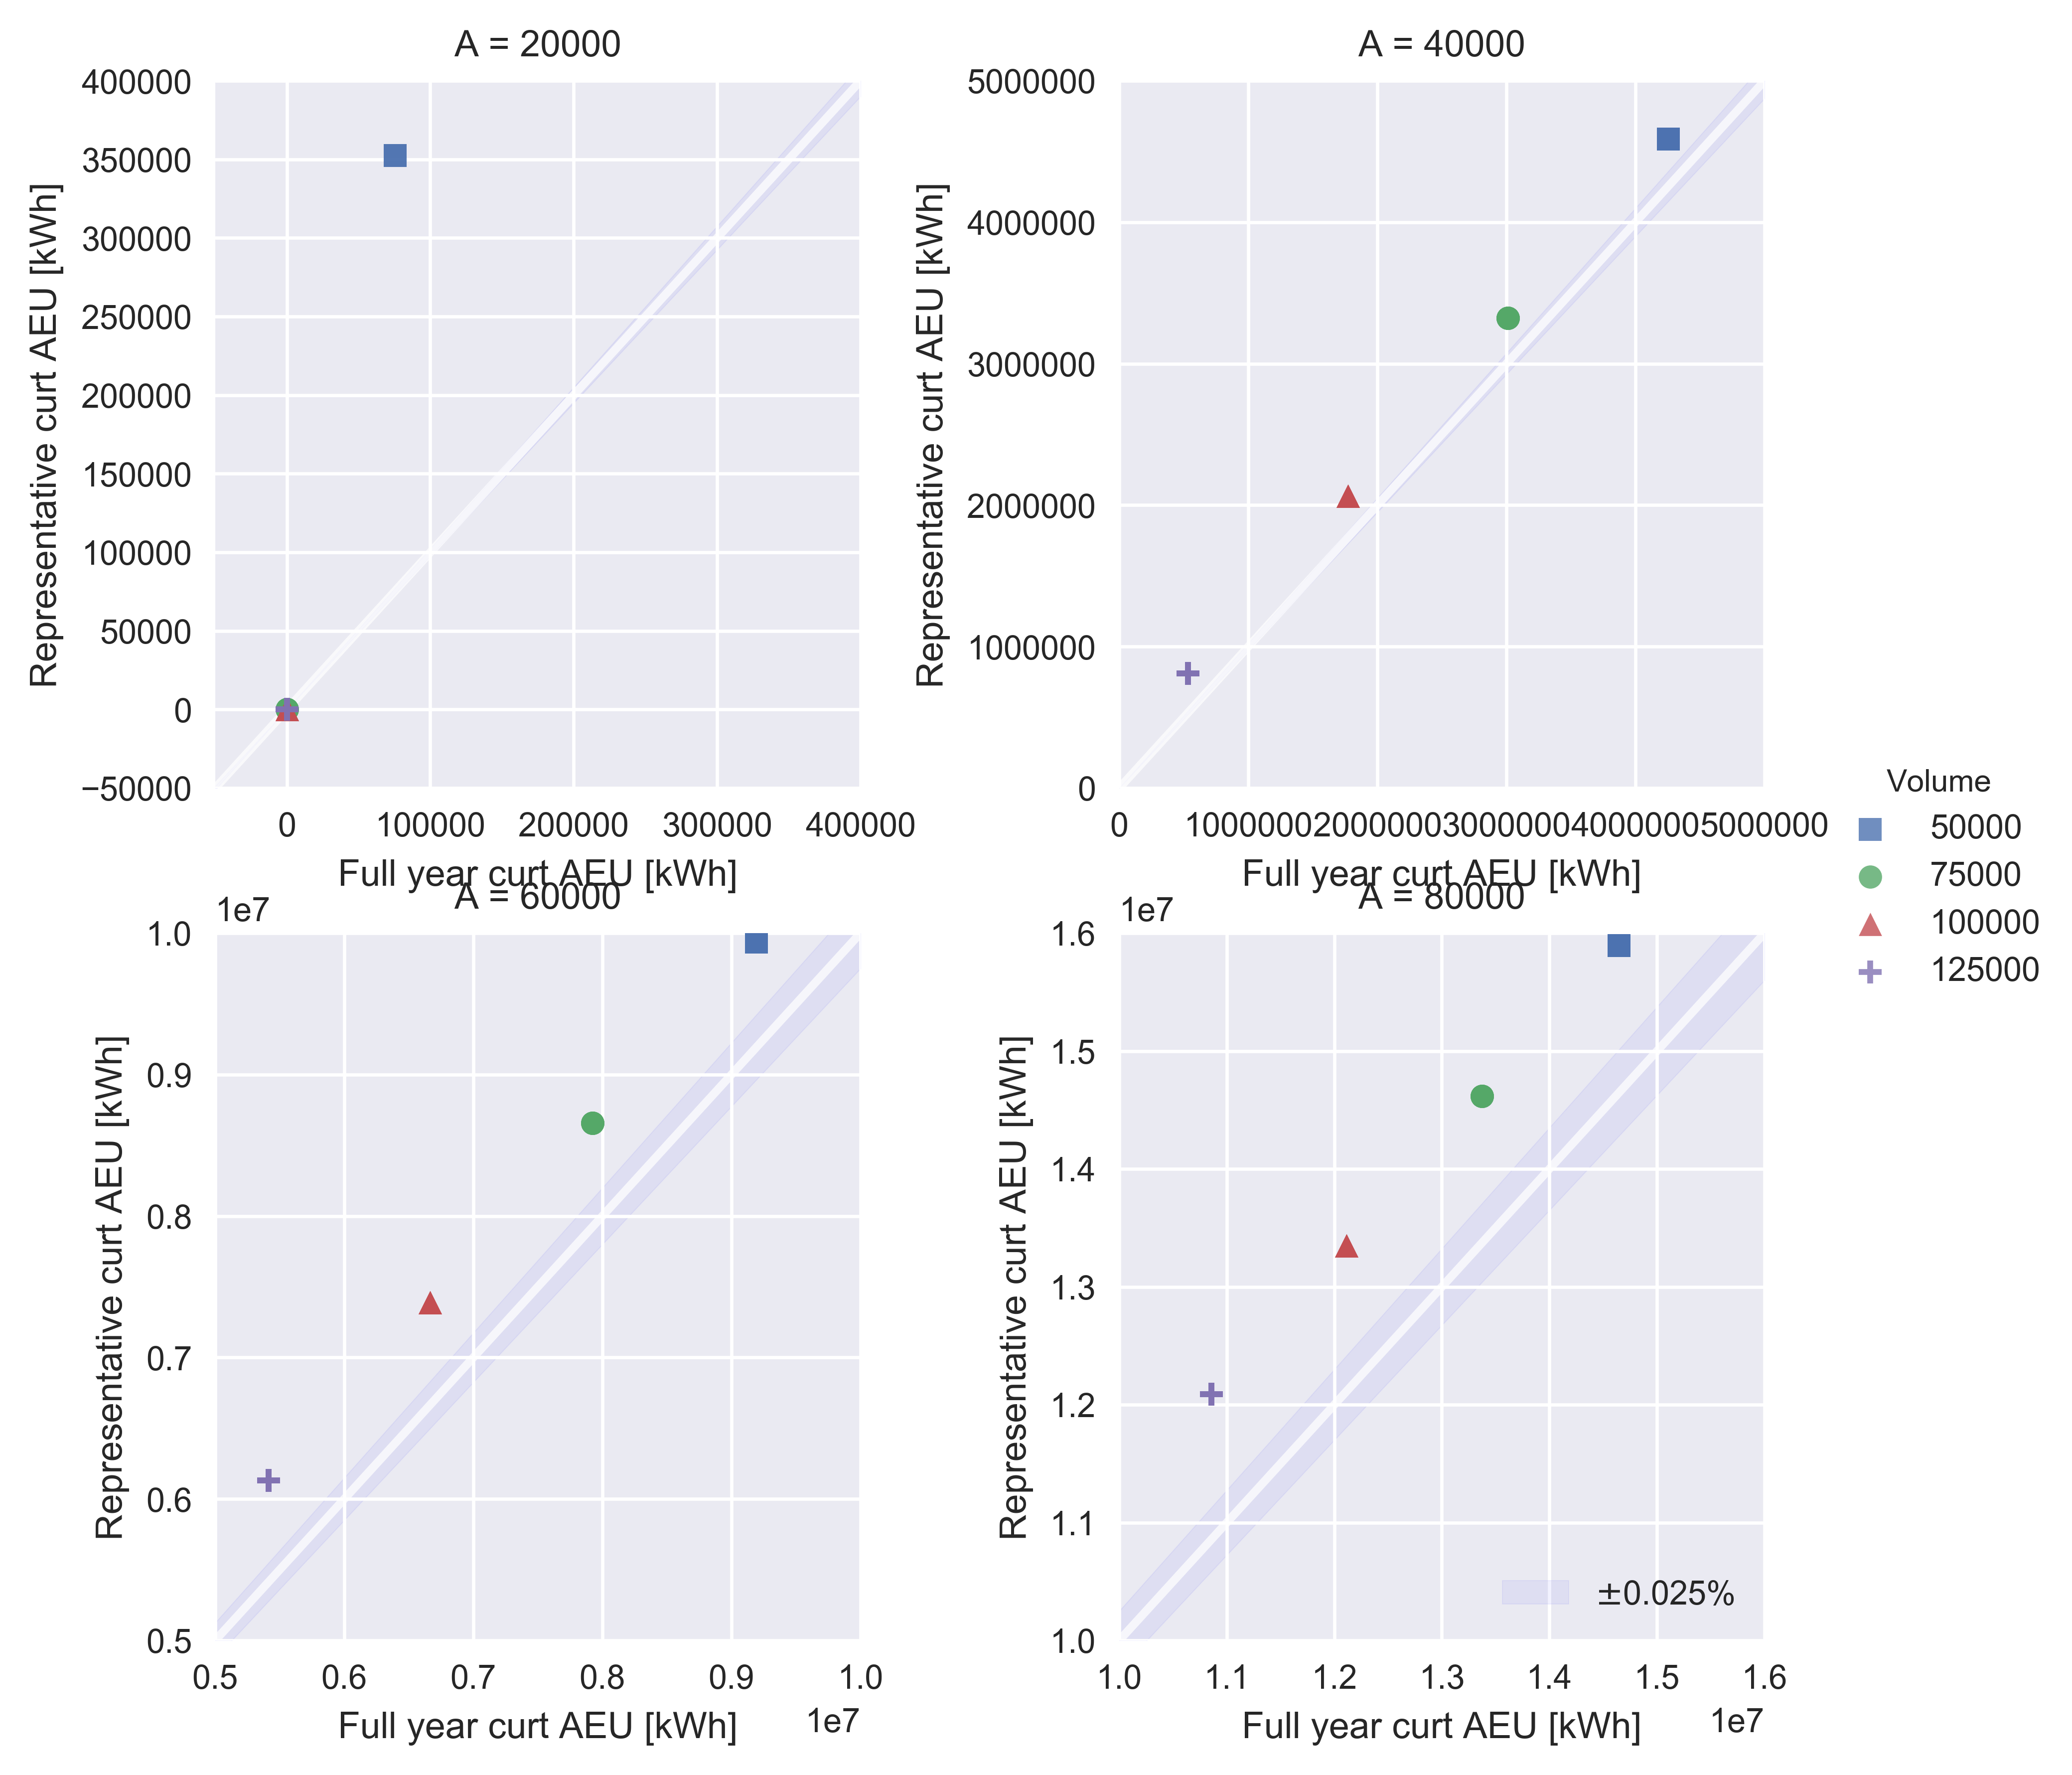 A = 20000
400000
350000
300000
250000
200000
150000
100000
50000
0
−50000
Representative curt AEU [kWh]
0 100000 200000 300000 400000
Full year curt AEU [kWh]
A = 40000
5000000
4000000
3000000
2000000
1000000
0
Representative curt AEU [kWh]
0 1000000 2000000 3000000 4000000 5000000
Full year curt AEU [kWh]
Volume
50000
75000
100000
125000
A = 60000
1e7
1.0
0.9
0.8
0.7
0.6
0.5
Representative curt AEU [kWh]
0.5 0.6 0.7 0.8 0.9 1.0
1e7
Full year curt AEU [kWh]
A = 80000
1e7
1.6
1.5
1.4
1.3
1.2
1.1
1.0
Representative curt AEU [kWh]
±0.025%
1.0 1.1 1.2 1.3 1.4 1.5 1.6
1e7
Full year curt AEU [kWh]